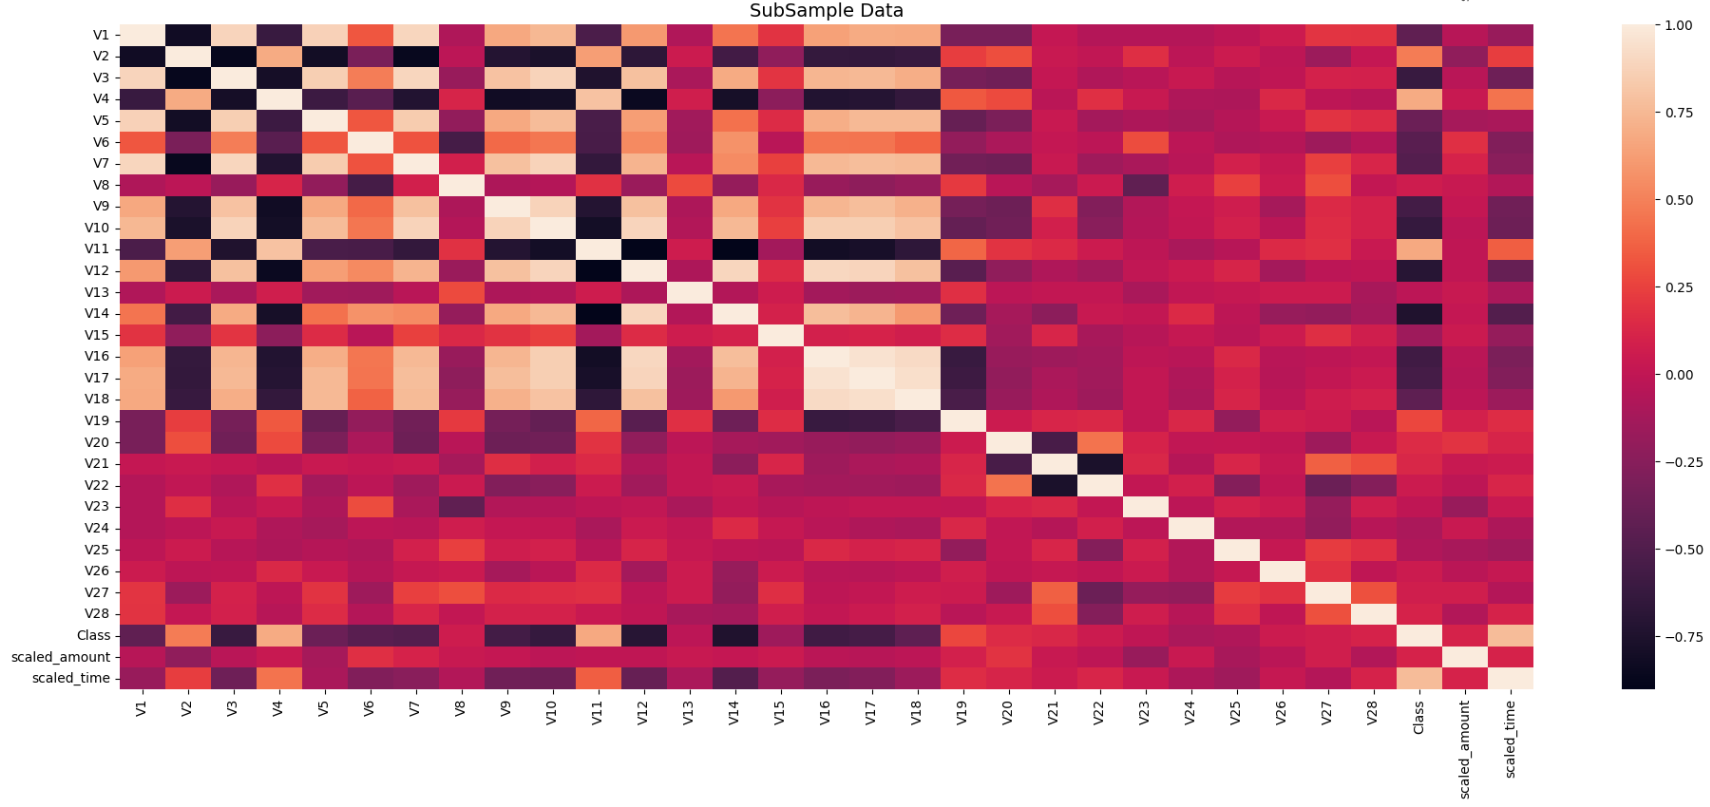 SubSample Data
V1
V2
V3
V4
V5
V6
V7
V8
V9
V10
V11
V12
V13
V14
V15
V16
V17
V18
V19
V20
V21
V22
V23
V24
V25
V26
V27
V28
Class
scaled_amount
scaled_time
V1 V2 V3 V4 V5 V6 V7 V8 V9 V10 V11 V12 V13 V14 V15 V16 V17 V18 V19 V20 V21 V22 V23 V24 V25 V26 V27 V28 Class scaled_amount scaled_time
1.00
0.75
0.50
0.25
0.00
−0.25
−0.50
−0.75